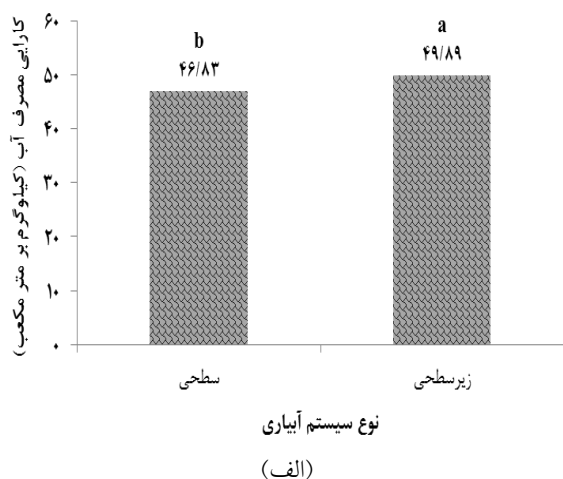 کارایی مصرف آب (کیلوگرم بر متر مکعب)
۶۰
۵۰
۴۰
۳۰
۲۰
۱۰
۰
b
۴۶/۸۳
a
۴۹/۸۹
سطحی
زیرسطحی
نوع سیستم آبیاری
(الف)